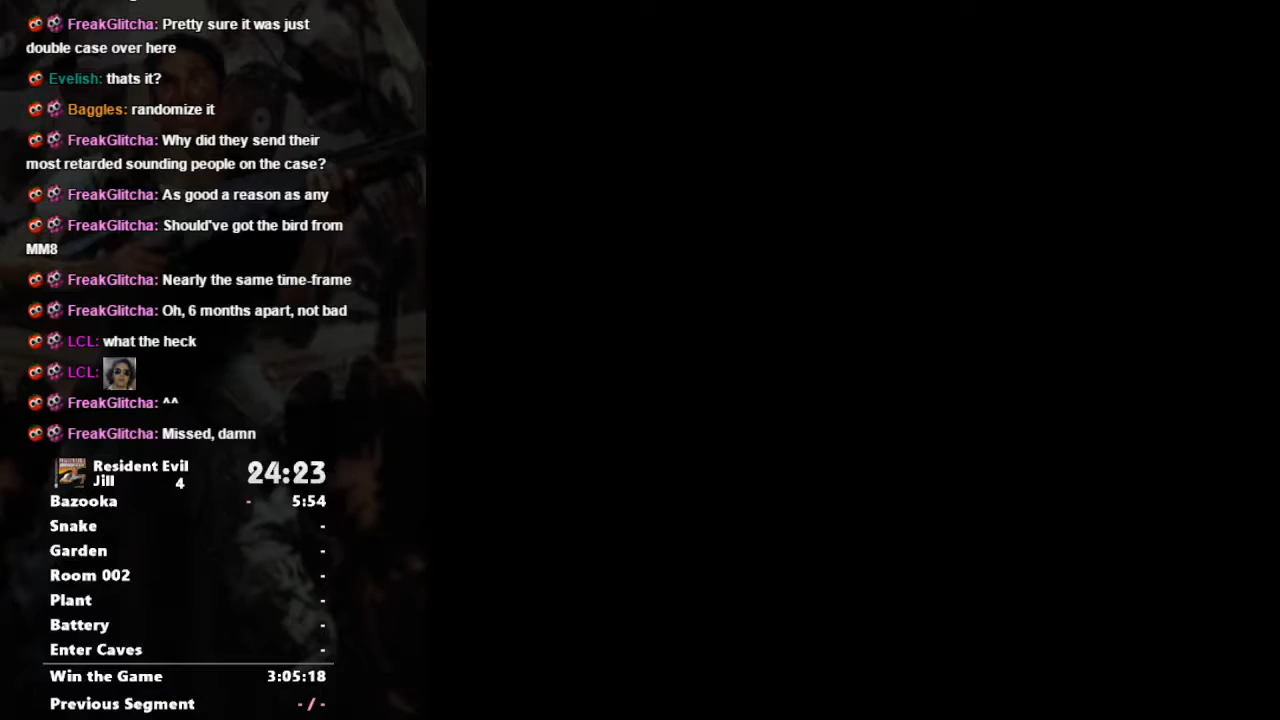 FreakGlitcha: Pretty sure it was just
double case over here
Evelish: thats it?
Baggles: randomize it
FreakGlitcha: Why did they send their
most retarded sounding people on the case?
FreakGlitcha: As good a reason as any
FreakGlitcha: Should've got the bird from
MM8
FreakGlitcha: Nearly the same time-frame
FreakGlitcha: Oh, 6 months apart, not bad
LCL: what the heck
LCL:
FreakGlitcha: ^^
FreakGlitcha: Missed, damn
Resident Evil
Jill 4 24:23
Bazooka - 5:54
Snake -
Garden -
Room 002 -
Plant -
Battery -
Enter Caves -
Win the Game 3:05:18
Previous Segment - / -